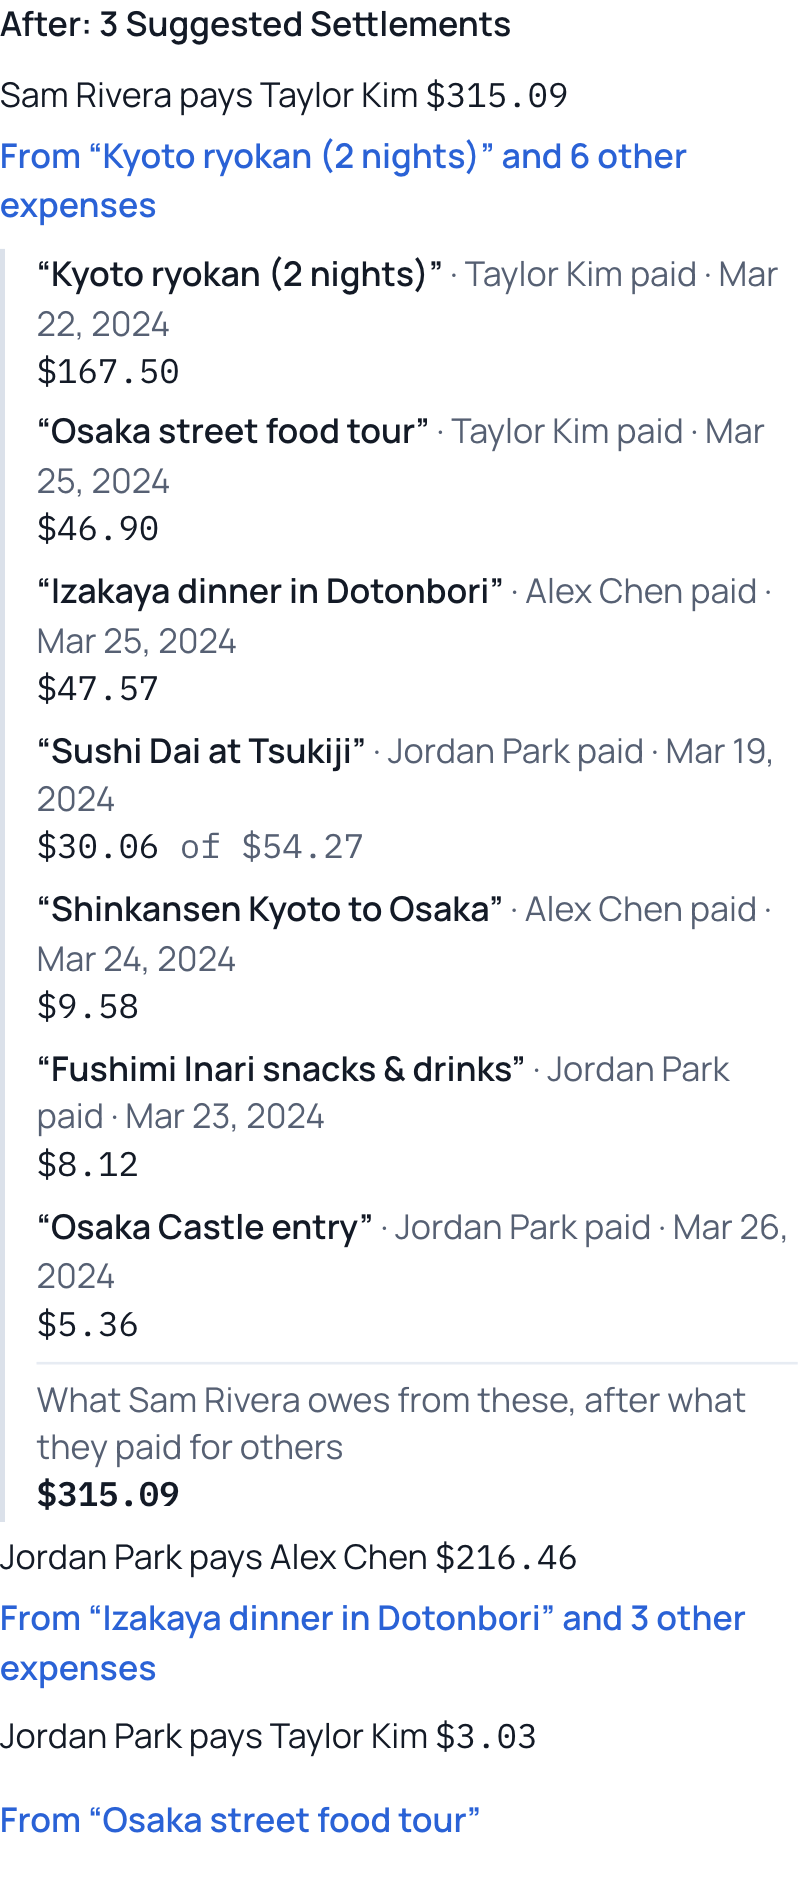 After: 3 Suggested Settlements
Sam Rivera pays Taylor Kim $315.09
From “Kyoto ryokan (2 nights)” and 6 other
expenses
“Kyoto ryokan (2 nights)” · Taylor Kim paid · Mar
22, 2024
$167.50
“Osaka street food tour” · Taylor Kim paid · Mar
25, 2024
$46.90
“Izakaya dinner in Dotonbori” · Alex Chen paid ·
Mar 25, 2024
$47.57
“Sushi Dai at Tsukiji” · Jordan Park paid · Mar 19,
2024
$30.06 of $54.27
“Shinkansen Kyoto to Osaka” · Alex Chen paid ·
Mar 24, 2024
$9.58
“Fushimi Inari snacks & drinks” · Jordan Park
paid · Mar 23, 2024
$8.12
“Osaka Castle entry” · Jordan Park paid · Mar 26,
2024
$5.36
What Sam Rivera owes from these, after what
they paid for others
$315.09
Jordan Park pays Alex Chen $216.46
From “Izakaya dinner in Dotonbori” and 3 other
expenses
Jordan Park pays Taylor Kim $3.03
From “Osaka street food tour”